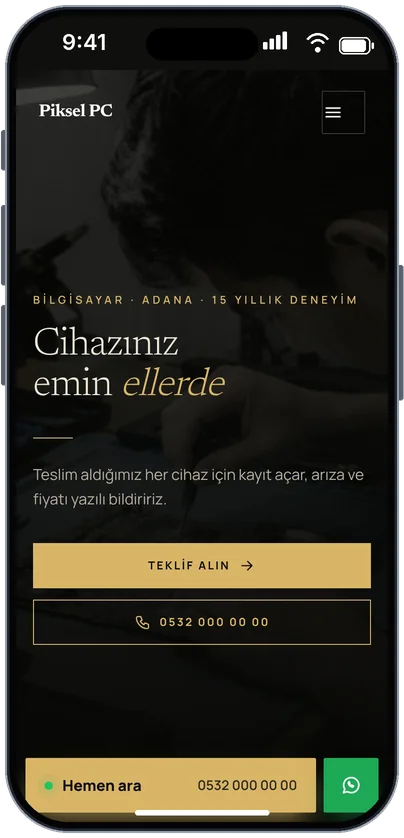 9:41
Piksel PC
BİLGİSAYAR · ADANA · 15 YILLIK DENEYİM
Cihazınız
emin ellerde
Teslim aldığımız her cihaz için kayıt açar, arıza ve
fiyatı yazılı bildiririz.
TEKLİF ALIN →
0532 000 00 00
Hemen ara 0532 000 00 00